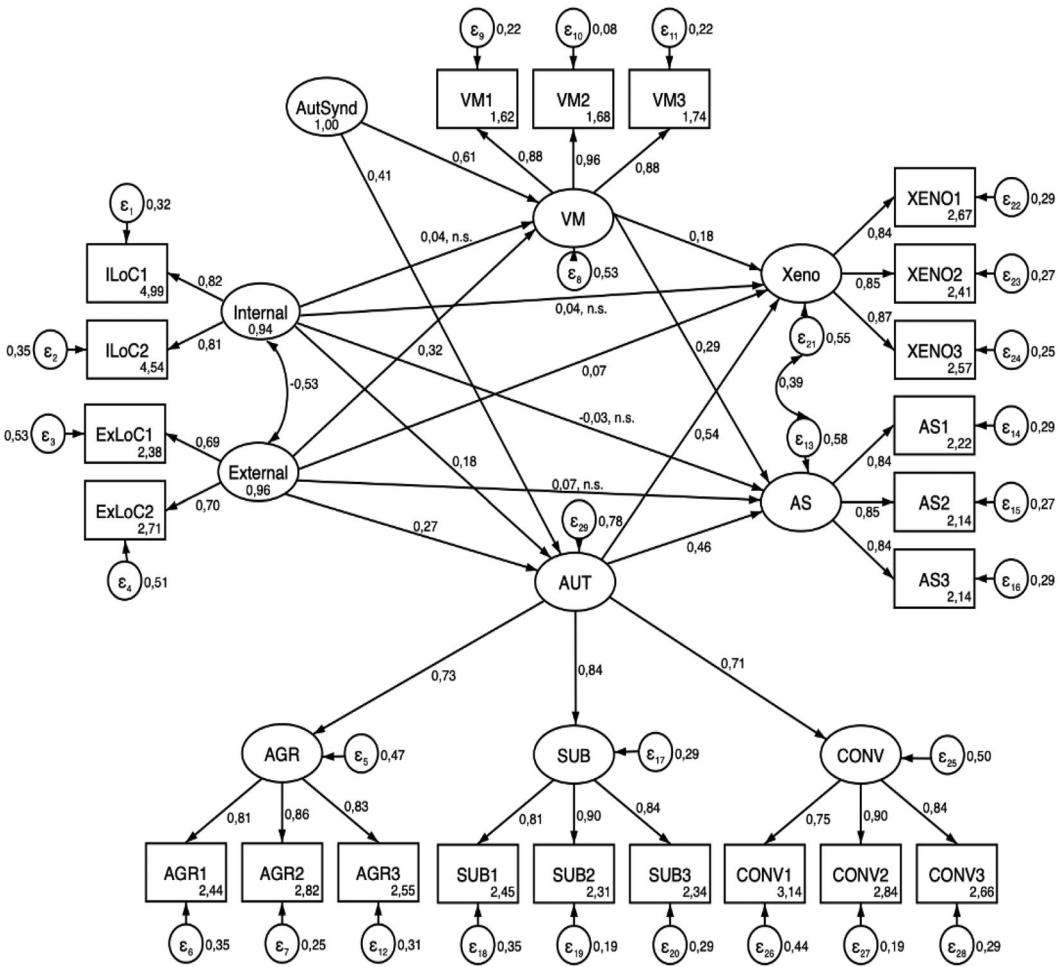 ε9 0,22
ε10 0,08
ε11 0,22
VM1
1,62
VM2
1,68
VM3
1,74
AutSynd
1,00
0,61
0,88
0,96
0,88
0,41
VM
ε8 0,53
ε1 0,32
ILoC1
4,99
0,82
0,35 ε2
ILoC2
4,54
0,81
Internal
0,94
0,04, n.s.
0,18
0,04, n.s.
-0,53
0,32
0,07
0,29
Xeno
ε21 0,55
0,39
ε13 0,58
XENO1
2,67
ε22 0,29
0,84
XENO2
2,41
ε23 0,27
0,85
XENO3
2,57
ε24 0,25
0,87
0,53 ε3
ExLoC1
2,38
0,69
ExLoC2
2,71
0,70
ε4 0,51
External
0,96
-0,03, n.s.
0,54
0,18
0,07, n.s.
0,27
0,46
ε29 0,78
AUT
AS
AS1
2,22
ε14 0,29
0,84
AS2
2,14
ε15 0,27
0,85
AS3
2,14
ε16 0,29
0,84
0,73
0,84
0,71
AGR
ε5 0,47
SUB
ε17 0,29
CONV
ε25 0,50
0,81
0,86
0,83
0,81
0,90
0,84
0,75
0,90
0,84
AGR1
2,44
AGR2
2,82
AGR3
2,55
SUB1
2,45
SUB2
2,31
SUB3
2,34
CONV1
3,14
CONV2
2,84
CONV3
2,66
ε6 0,35
ε7 0,25
ε12 0,31
ε18 0,35
ε19 0,19
ε20 0,29
ε26 0,44
ε27 0,19
ε28 0,29